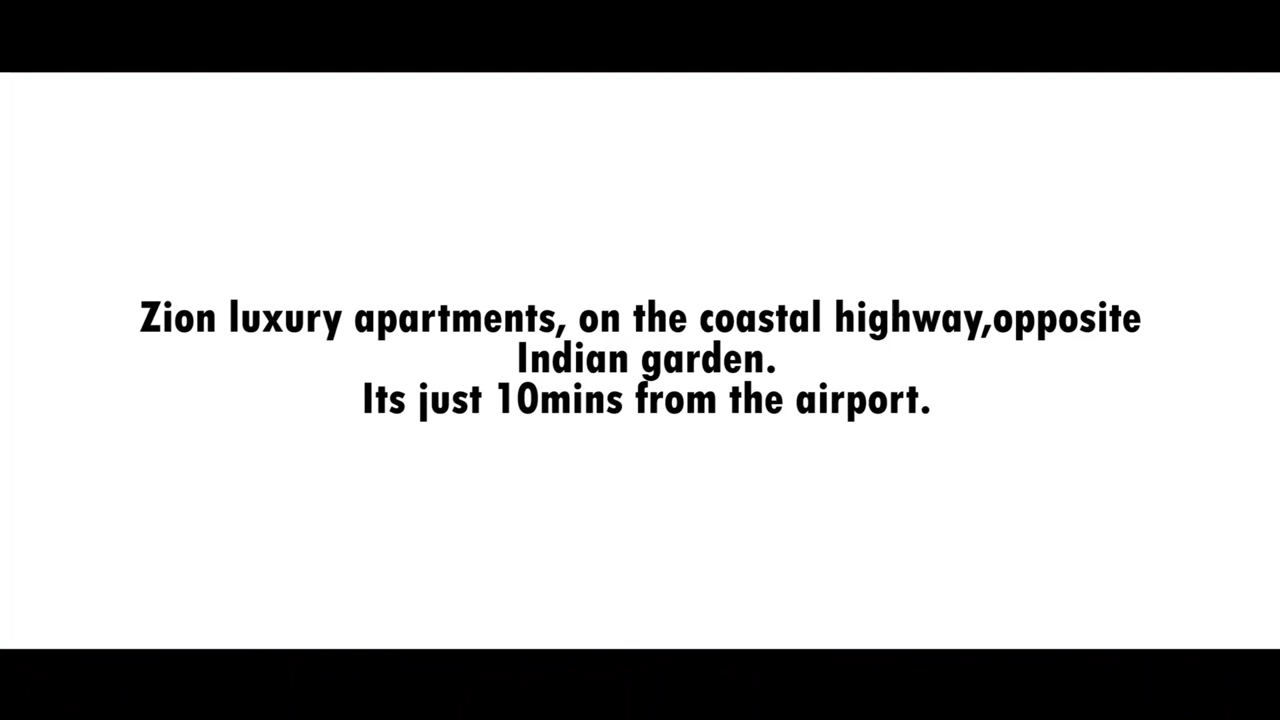 Zion luxury apartments, on the coastal highway,opposite
Indian garden.
Its just 10mins from the airport.